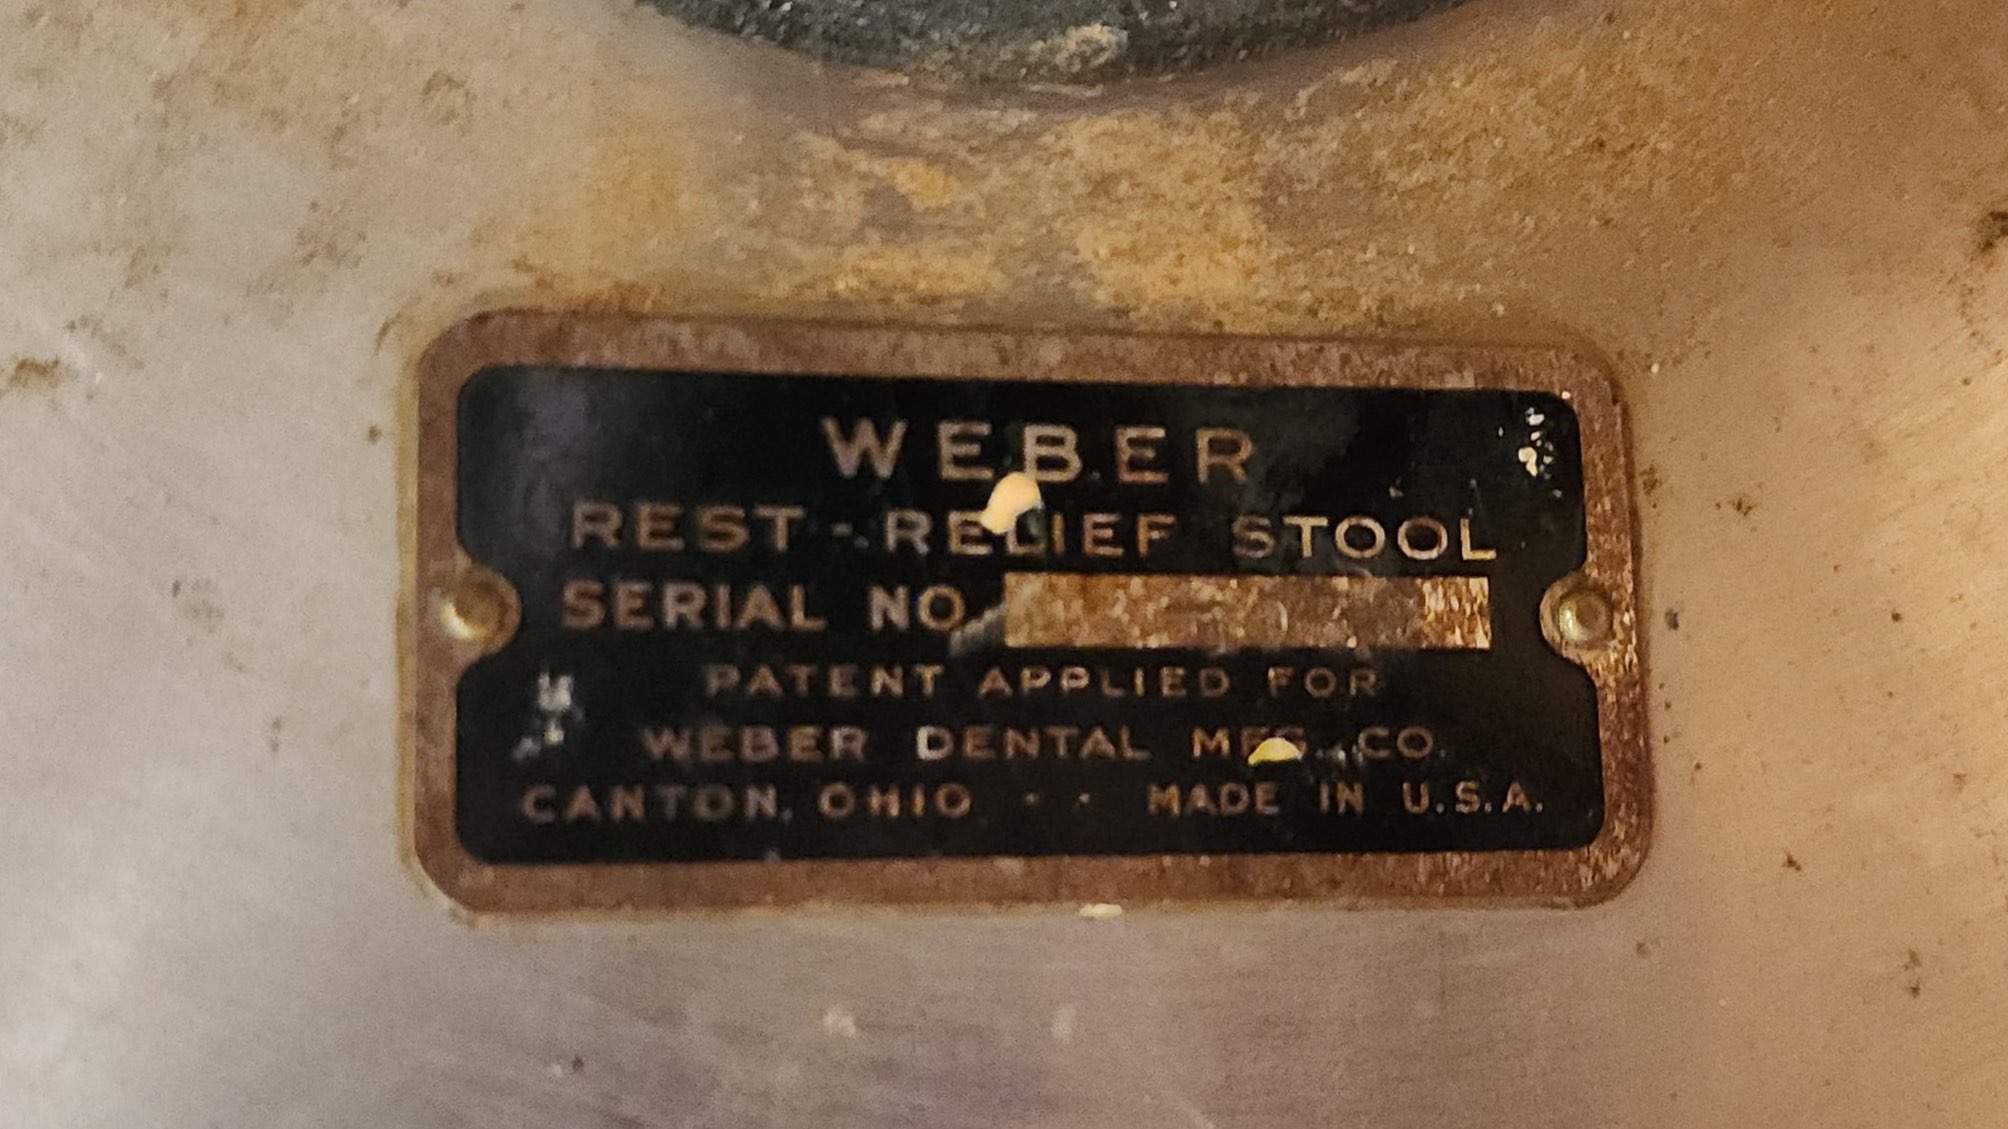 WEBER
REST-RELIEF STOOL
SERIAL NO.
PATENT APPLIED FOR
WEBER DENTAL MFG. CO.
CANTON, OHIO - - MADE IN U.S.A.